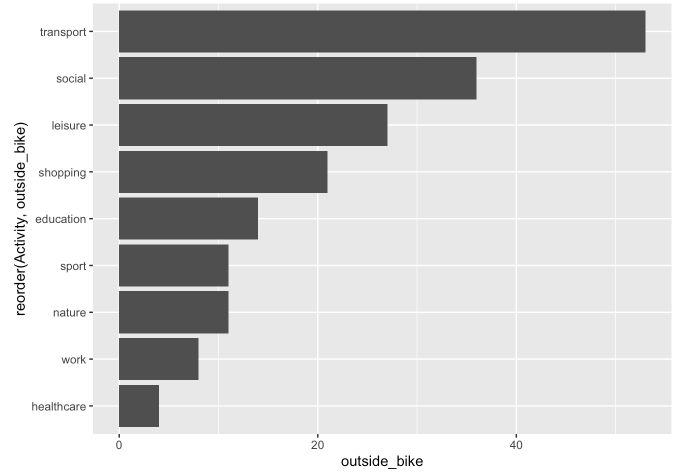 transport
social
leisure
shopping
education
sport
nature
work
healthcare
reorder(Activity, outside_bike)
0 20 40
outside_bike